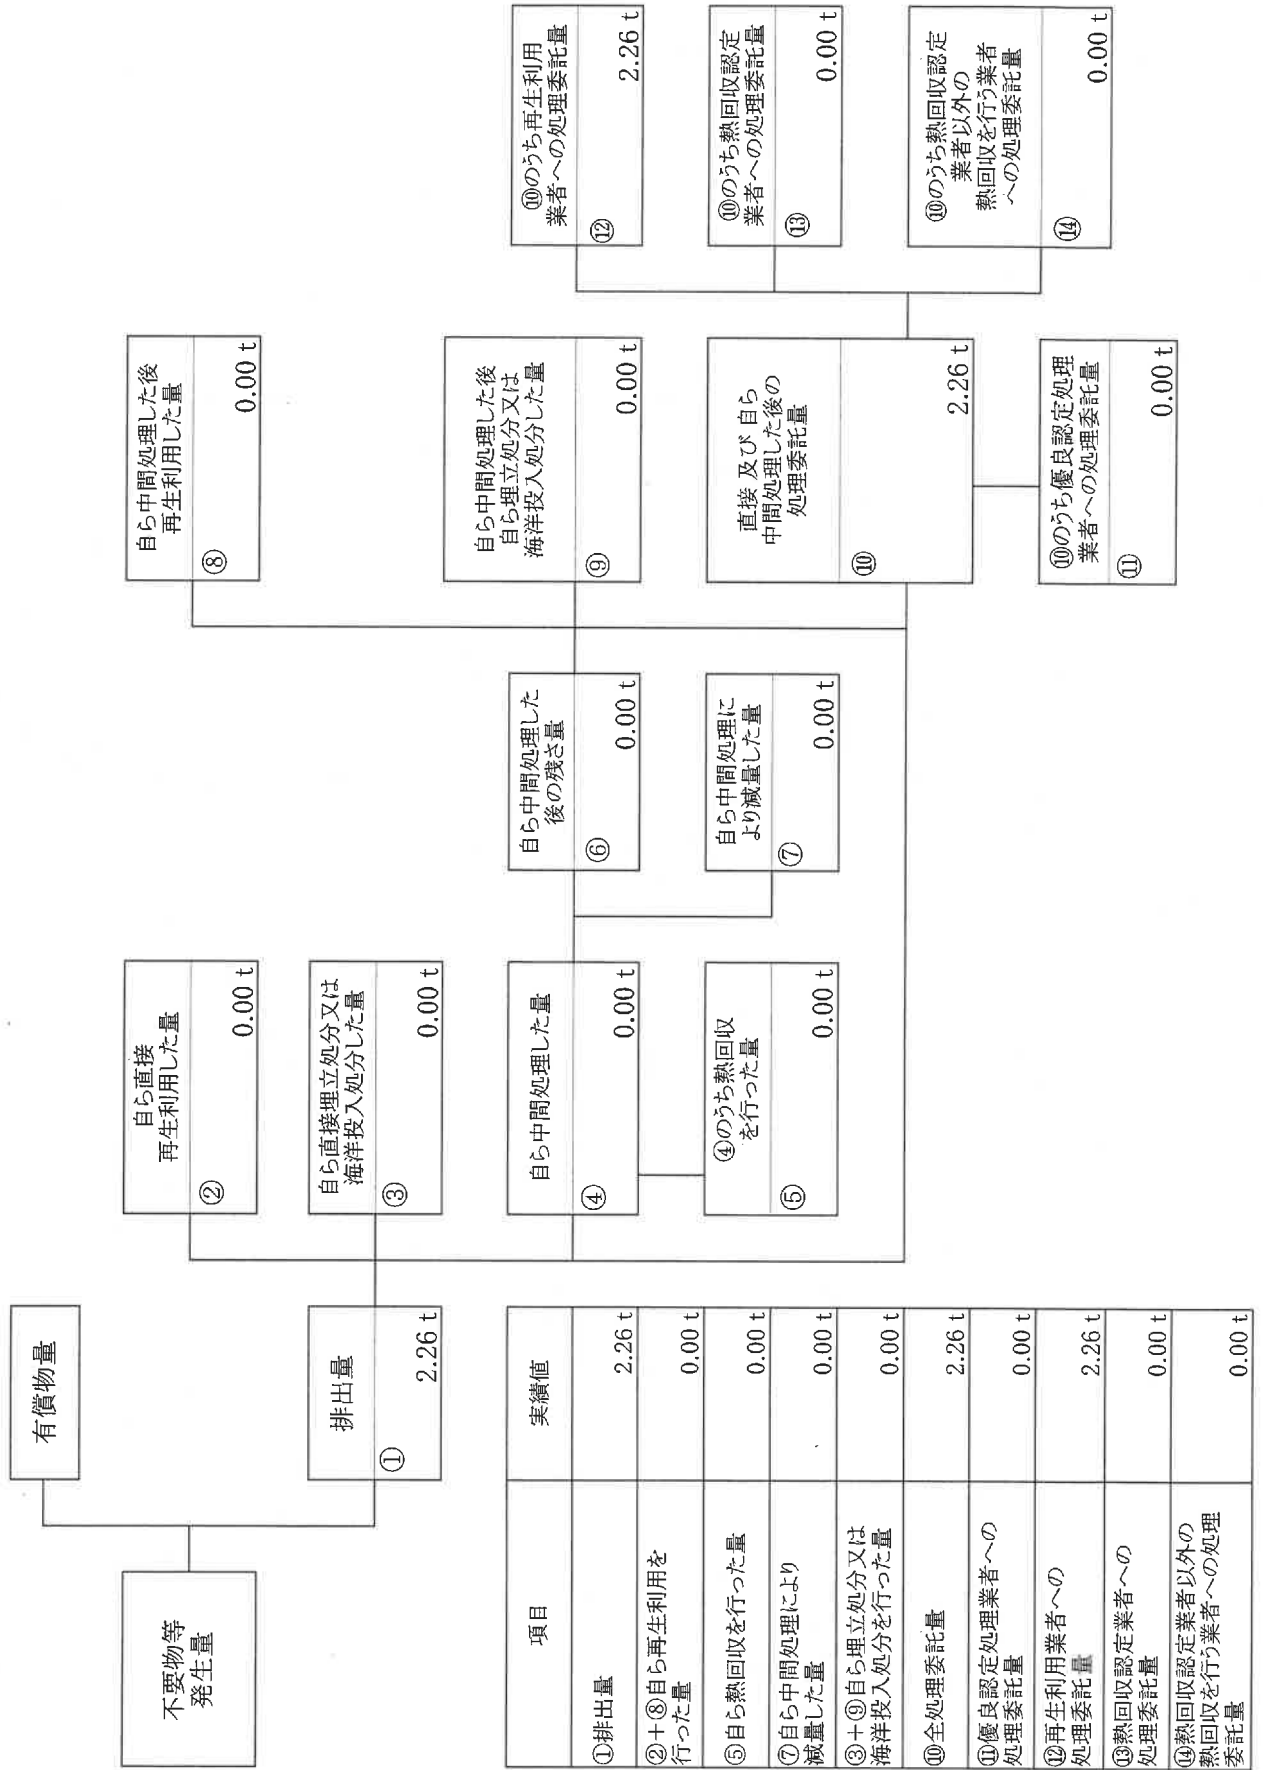 不要物等
発生量
有償物量
排出量
①
2.26 t
自ら直接
再生利用した量
②
0.00 t
自ら直接埋立処分又は
海洋投入処分した量
③
0.00 t
自ら中間処理した量
④
0.00 t
④のうち熱回収
を行った量
⑤
0.00 t
自ら中間処理した
後の残さ量
⑥
0.00 t
自ら中間処理に
より減量した量
⑦
0.00 t
自ら中間処理した後
再生利用した量
⑧
0.00 t
自ら中間処理した後
自ら埋立処分又は
海洋投入処分した量
⑨
0.00 t
直接 及び 自ら
中間処理した後の
処理委託量
⑩
2.26 t
⑩のうち優良認定処理
業者への処理委託量
⑪
0.00 t
⑩のうち再生利用
業者への処理委託量
⑫
2.26 t
⑩のうち熱回収認定
業者への処理委託量
⑬
0.00 t
⑩のうち熱回収認定
業者以外の
熱回収を行う業者
への処理委託量
⑭
0.00 t
項目 実績値
①排出量 2.26 t
②＋⑧自ら再生利用を
行った量 0.00 t
⑤自ら熱回収を行った量 0.00 t
⑦自ら中間処理により
減量した量 0.00 t
③＋⑨自ら埋立処分又は
海洋投入処分を行った量 0.00 t
⑩全処理委託量 2.26 t
⑪優良認定処理業者への
処理委託量 0.00 t
⑫再生利用業者への
処理委託量 2.26 t
⑬熱回収認定業者への
処理委託量 0.00 t
⑭熱回収認定業者以外の
熱回収を行う業者への処理
委託量 0.00 t